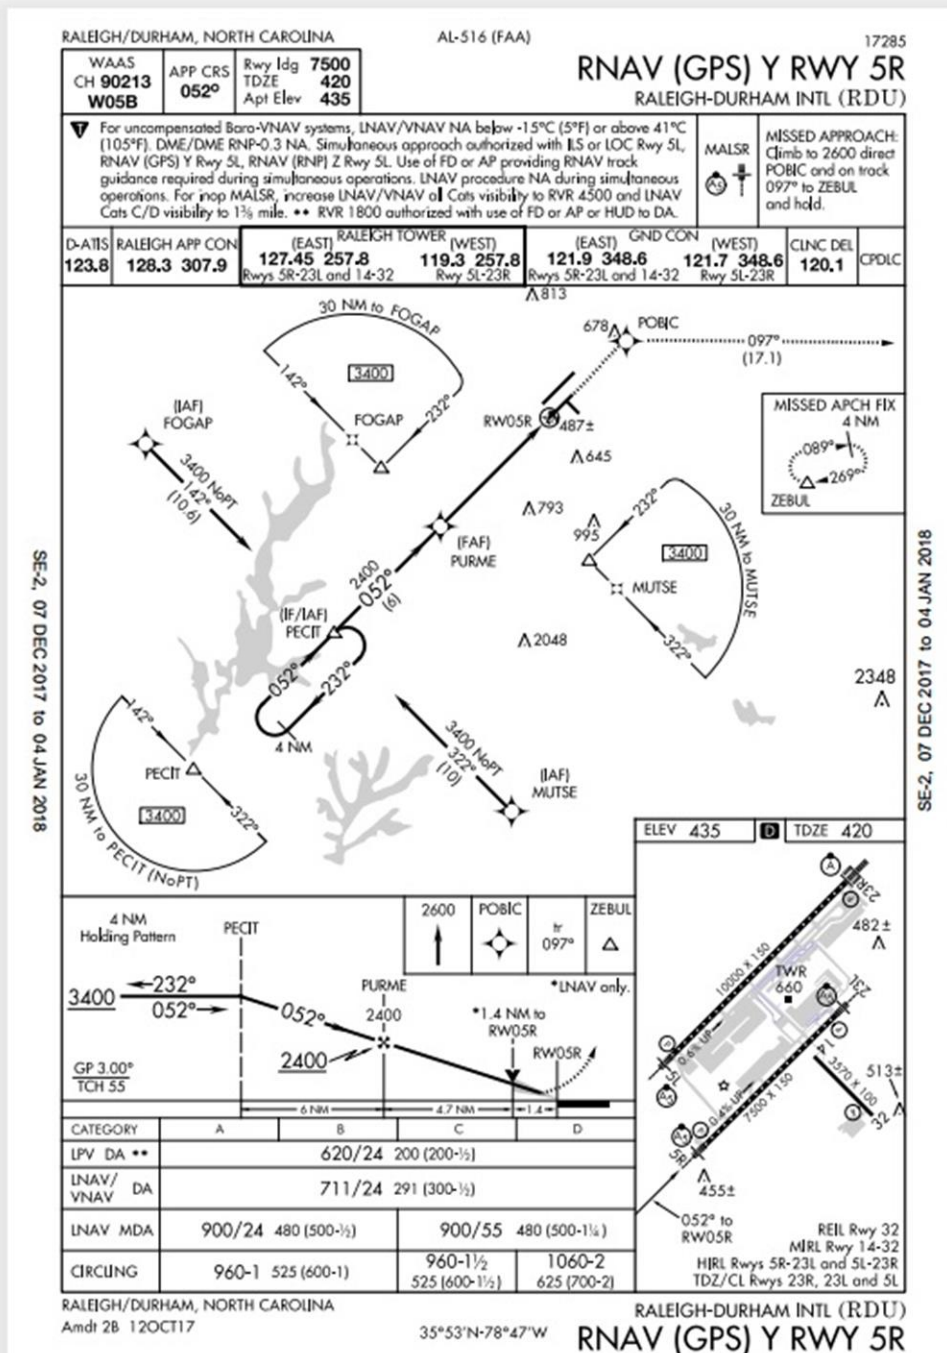 RALEIGH/DURHAM, NORTH CAROLINA
AL-516 (FAA)
17285
WAAS
CH 90213
W05B
APP CRS
052°
Rwy ldg 7500
TDZE 420
Apt Elev 435
RNAV (GPS) Y RWY 5R
RALEIGH-DURHAM INTL (RDU)
T
For uncompensated Baro-VNAV systems, LNAV/VNAV NA below -15°C (5°F) or above 41°C
(105°F). DME/DME RNP-0.3 NA. Simultaneous approach authorized with ILS or LOC Rwy 5L,
RNAV (GPS) Y Rwy 5L, RNAV (RNP) Z Rwy 5L. Use of FD or AP providing RNAV track
guidance required during simultaneous operations. LNAV procedure NA during simultaneous
operations. For inop MALSR, increase LNAV/VNAV all Cats visibility to RVR 4500 and LNAV
Cats C/D visibility to 1⅜ mile. ** RVR 1800 authorized with use of FD or AP or HUD to DA.
MALSR
A5
MISSED APPROACH:
Climb to 2600 direct
POBIC and on track
097° to ZEBUL
and hold.
D-ATIS
123.8
RALEIGH APP CON
128.3 307.9
RALEIGH TOWER
(EAST) (WEST)
127.45 257.8 119.3 257.8
Rwys 5R-23L and 14-32 Rwy 5L-23R
GND CON
(EAST) (WEST)
121.9 348.6 121.7 348.6
Rwys 5R-23L and 14-32 Rwy 5L-23R
CLNC DEL
120.1
CPDLC
813
30 NM to FOGAP
3400
142°
232°
FOGAP
678
POBIC
097°
(17.1)
(IAF)
FOGAP
3400 NoPT
142°
(10.6)
RW05R
487±
645
793
995
MISSED APCH FIX
4 NM
089°
269°
ZEBUL
(FAF)
PURME
232°
3400
30 NM to MUTSE
MUTSE
322°
2400
052°
(6)
(IF/IAF)
PECIT
052°
232°
4 NM
2048
2348
142°
PECIT
3400
322°
30 NM to PECIT (NoPT)
3400 NoPT
322°
(10)
(IAF)
MUTSE
SE-2, 07 DEC 2017 to 04 JAN 2018
SE-2, 07 DEC 2017 to 04 JAN 2018
ELEV 435
D
TDZE 420
A
23R
482±
10000 X 150
TWR
660
A5
23L
0.6% UP
5L
A5
14
3570 X 100
513±
32
0.4% UP
7500 X 150
A5
5R
455±
052° to
RW05R
REIL Rwy 32
MIRL Rwy 14-32
HIRL Rwys 5R-23L and 5L-23R
TDZ/CL Rwys 23R, 23L and 5L
4 NM
Holding Pattern
PECIT
2600
POBIC
tr
097°
ZEBUL
3400
232°
052°
052°
PURME
2400
2400
*LNAV only.
*1.4 NM to
RW05R
RW05R
GP 3.00°
TCH 55
6 NM
4.7 NM
1.4
CATEGORY A B C D
LPV DA ** 620/24 200 (200-½)
LNAV/
VNAV DA 711/24 291 (300-½)
LNAV MDA 900/24 480 (500-½) 900/55 480 (500-1¼)
CIRCLING 960-1 525 (600-1) 960-1½
525 (600-1½) 1060-2
625 (700-2)
RALEIGH/DURHAM, NORTH CAROLINA
Amdt 2B 12OCT17
35°53'N-78°47'W
RALEIGH-DURHAM INTL (RDU)
RNAV (GPS) Y RWY 5R